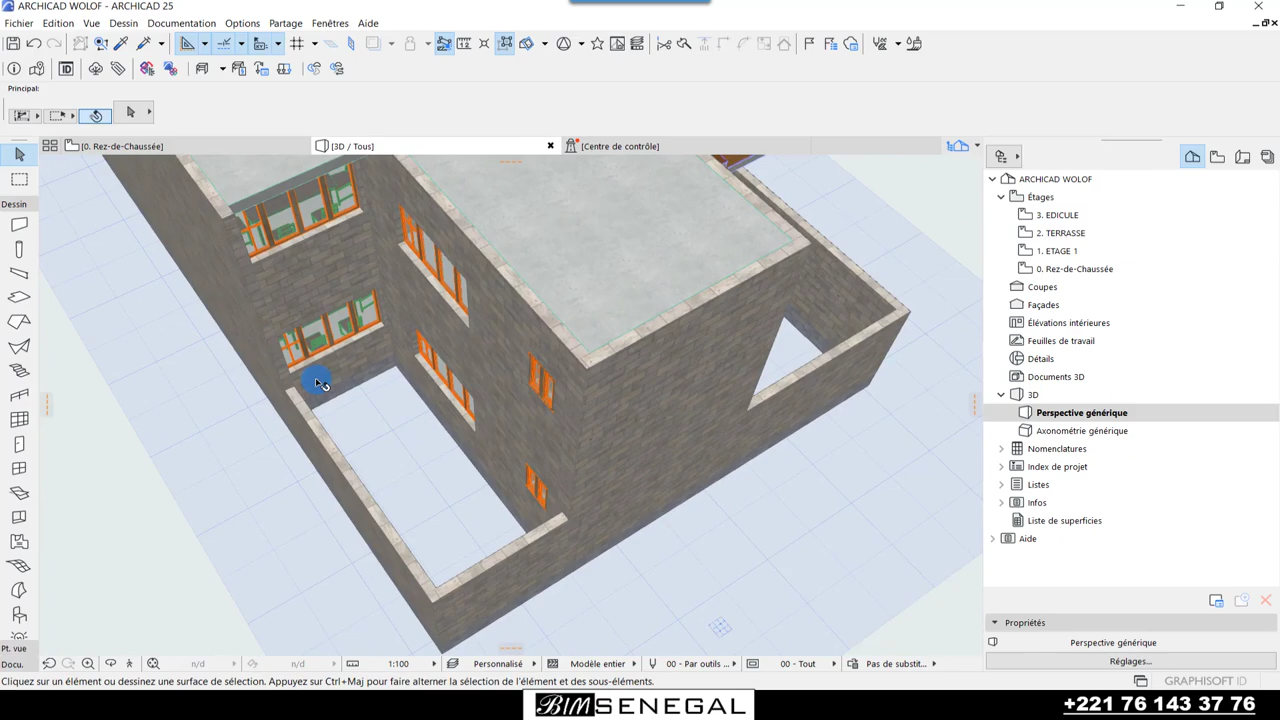 ARCHICAD WOLOF - ARCHICAD 25
Fichier Edition Vue Dessin Documentation Options Partage Fenêtres Aide
Principal:
[0. Rez-de-Chaussée] [3D / Tous] [Centre de contrôle]
Dessin
Pt. vue
Docu.
ARCHICAD WOLOF
Étages
3. EDICULE
2. TERRASSE
1. ETAGE 1
0. Rez-de-Chaussée
Coupes
Façades
Élévations intérieures
Feuilles de travail
Détails
Documents 3D
3D
Perspective générique
Axonométrie générique
Nomenclatures
Index de projet
Listes
Infos
Liste de superficies
Aide
Propriétés
Perspective générique
Réglages...
n/d n/d 1:100 Personnalisé Modèle entier 00 - Par outils ... 00 - Tout Pas de substit...
Cliquez sur un élément ou dessinez une surface de sélection. Appuyez sur Ctrl+Maj pour faire alterner la sélection de l'élément et des sous-éléments.
GRAPHISOFT ID
BIMSENEGAL
+221 76 143 37 76